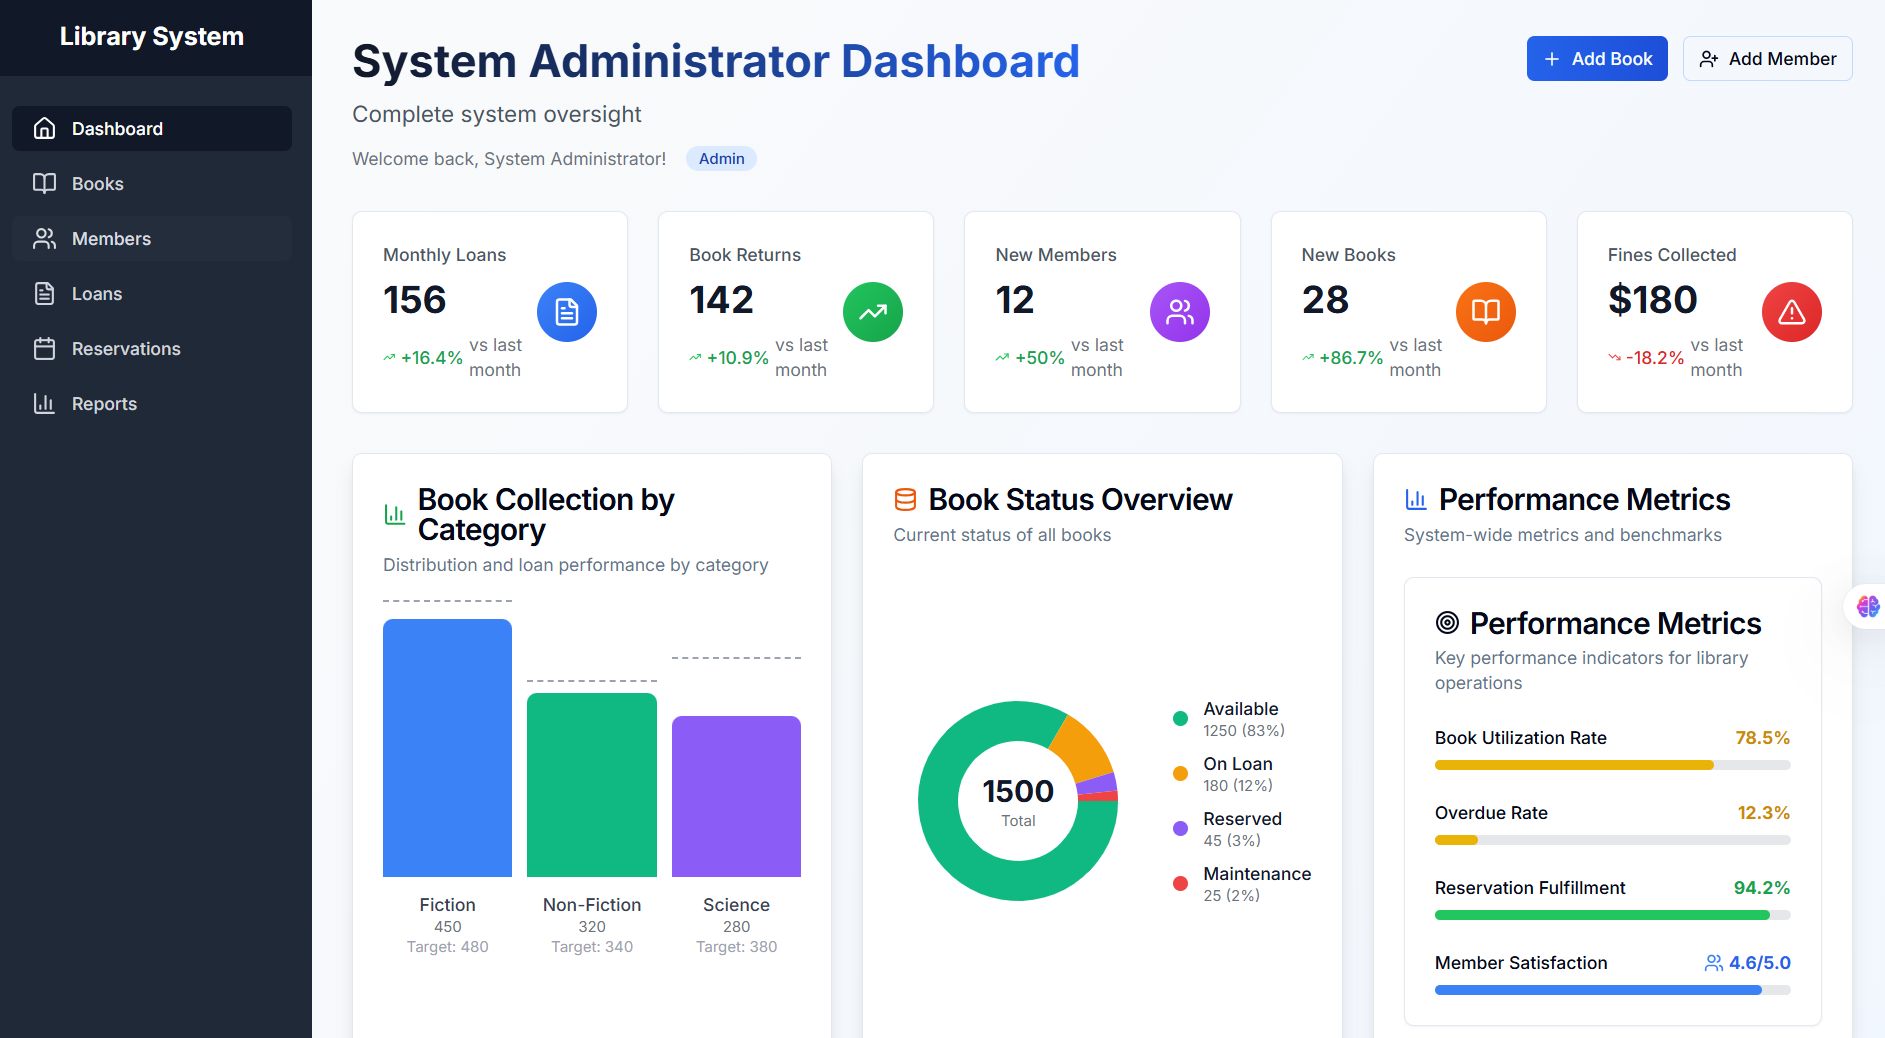 Library System
Dashboard
Books
Members
Loans
Reservations
Reports
System Administrator Dashboard
Complete system oversight
Welcome back, System Administrator!
Admin
Add Book
Add Member
Monthly Loans
156
+16.4%
vs last
month
Book Returns
142
+10.9%
vs last
month
New Members
12
+50%
vs last
month
New Books
28
+86.7%
vs last
month
Fines Collected
$180
-18.2%
vs last
month
Book Collection by
Category
Distribution and loan performance by category
Fiction
450
Target: 480
Non-Fiction
320
Target: 340
Science
280
Target: 380
Book Status Overview
Current status of all books
1500
Total
Available
1250 (83%)
On Loan
180 (12%)
Reserved
45 (3%)
Maintenance
25 (2%)
Performance Metrics
System-wide metrics and benchmarks
Performance Metrics
Key performance indicators for library
operations
Book Utilization Rate
78.5%
Overdue Rate
12.3%
Reservation Fulfillment
94.2%
Member Satisfaction
4.6/5.0